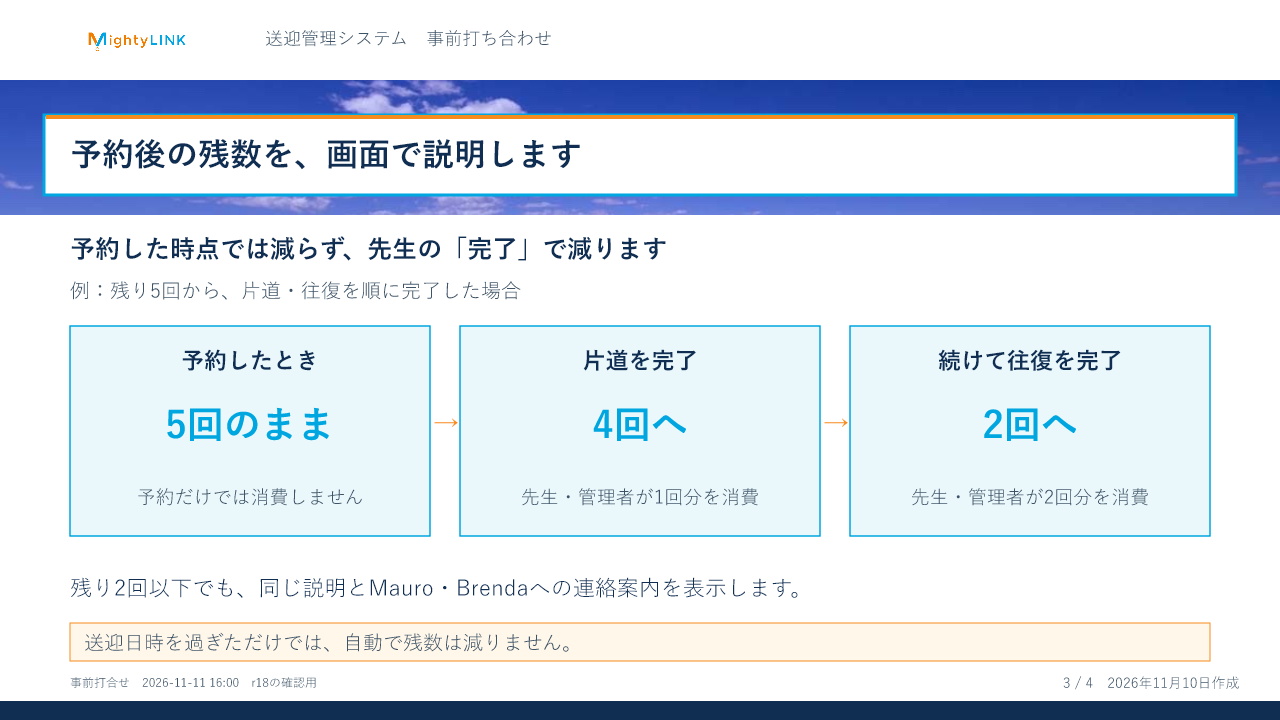 MightyLINK
送迎管理システム　事前打ち合わせ
予約後の残数を、画面で説明します
予約した時点では減らず、先生の「完了」で減ります
例：残り5回から、片道・往復を順に完了した場合
予約したとき
5回のまま
予約だけでは消費しません
→
片道を完了
4回へ
先生・管理者が1回分を消費
→
続けて往復を完了
2回へ
先生・管理者が2回分を消費
残り2回以下でも、同じ説明とMauro・Brendaへの連絡案内を表示します。
送迎日時を過ぎただけでは、自動で残数は減りません。
事前打合せ　2026-11-11 16:00　r18の確認用
3 / 4　2026年11月10日作成